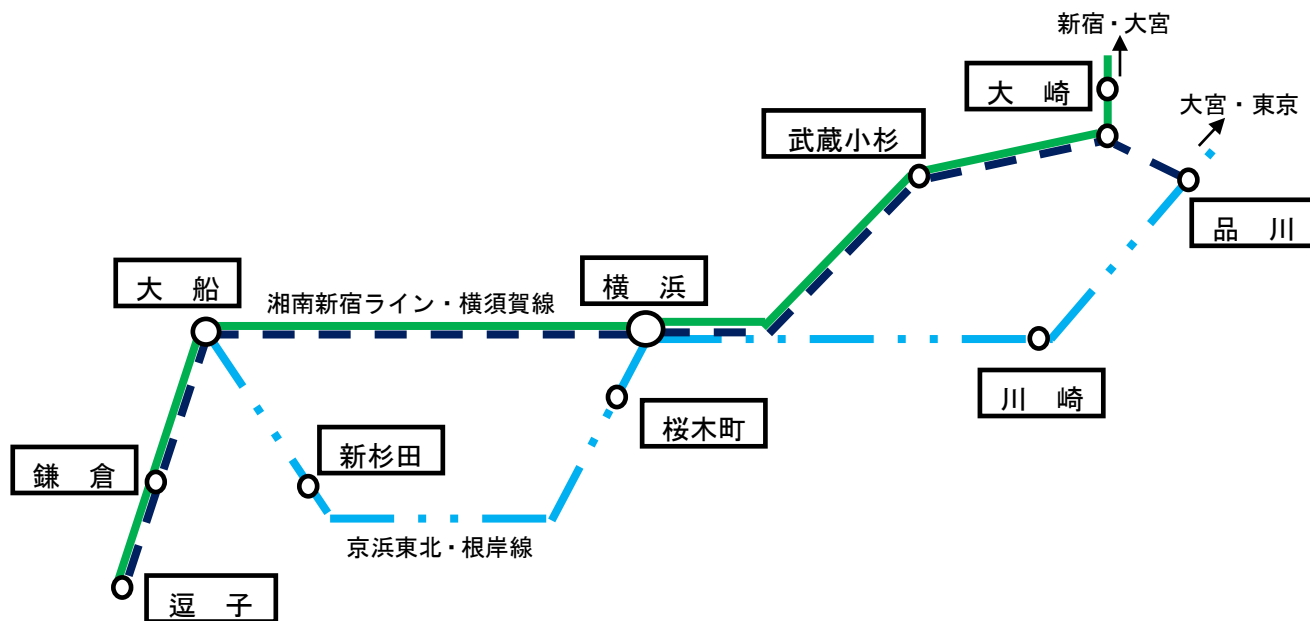 新宿・大宮
大　崎
大宮・東京
武蔵小杉
品　川
大　船
横　浜
湘南新宿ライン・横須賀線
川　崎
桜木町
新杉田
鎌　倉
京浜東北・根岸線
逗　子